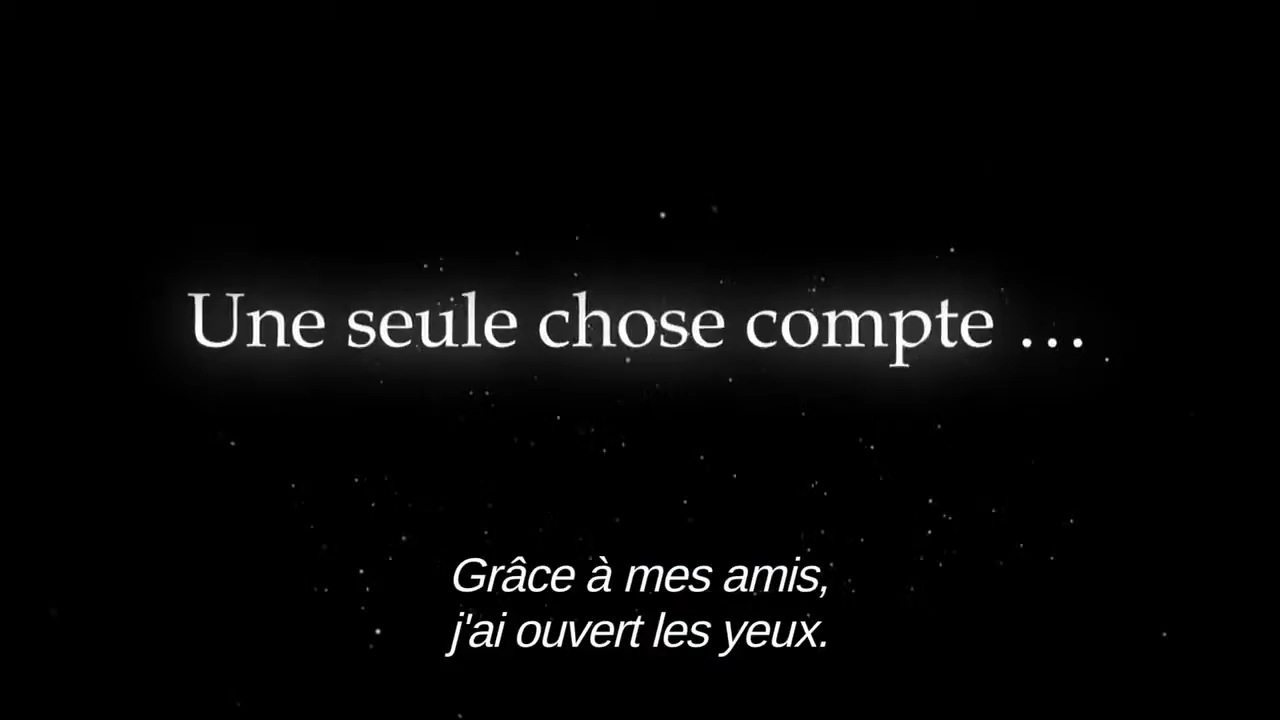 Une seule chose compte …
Grâce à mes amis,
j'ai ouvert les yeux.